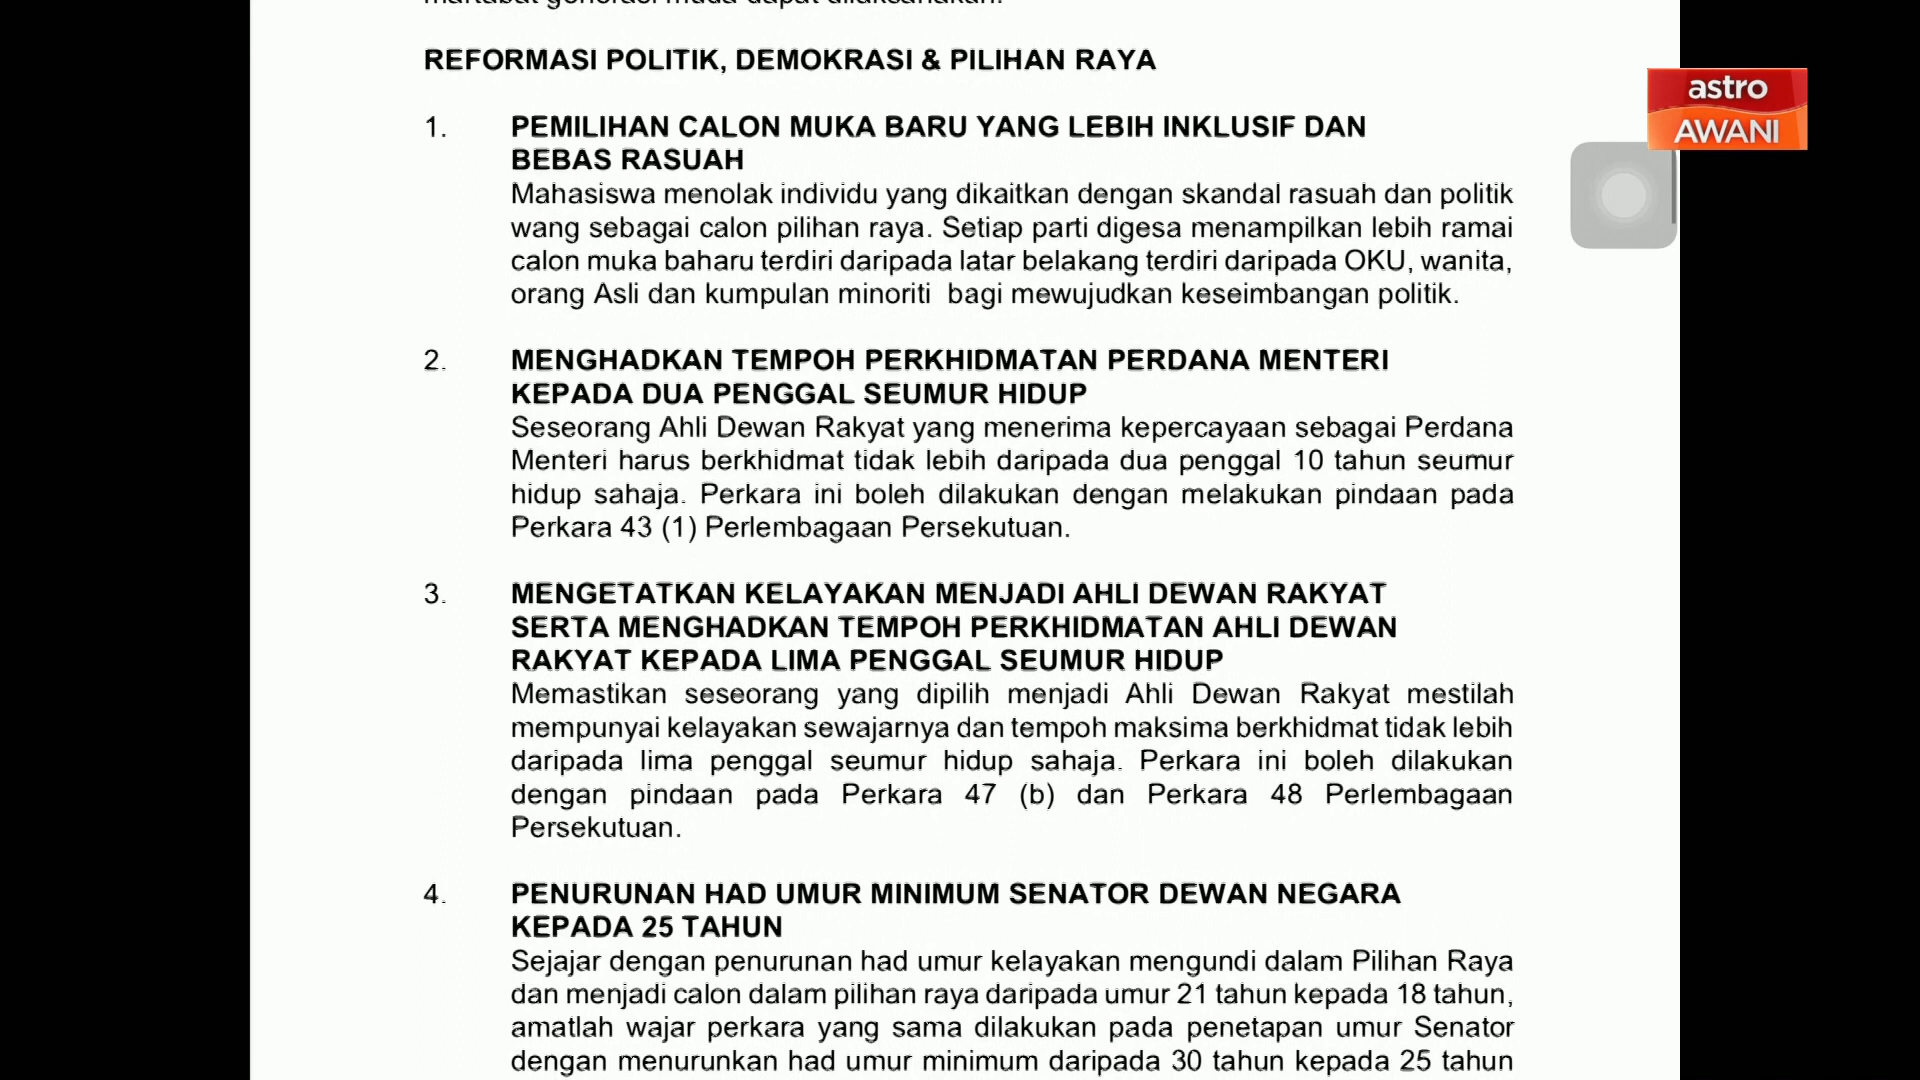 martabat generasi muda dapat dilaksanakan.
REFORMASI POLITIK, DEMOKRASI & PILIHAN RAYA
1. PEMILIHAN CALON MUKA BARU YANG LEBIH INKLUSIF DAN
BEBAS RASUAH
Mahasiswa menolak individu yang dikaitkan dengan skandal rasuah dan politik
wang sebagai calon pilihan raya. Setiap parti digesa menampilkan lebih ramai
calon muka baharu terdiri daripada latar belakang terdiri daripada OKU, wanita,
orang Asli dan kumpulan minoriti  bagi mewujudkan keseimbangan politik.
2. MENGHADKAN TEMPOH PERKHIDMATAN PERDANA MENTERI
KEPADA DUA PENGGAL SEUMUR HIDUP
Seseorang Ahli Dewan Rakyat yang menerima kepercayaan sebagai Perdana
Menteri harus berkhidmat tidak lebih daripada dua penggal 10 tahun seumur
hidup sahaja. Perkara ini boleh dilakukan dengan melakukan pindaan pada
Perkara 43 (1) Perlembagaan Persekutuan.
3. MENGETATKAN KELAYAKAN MENJADI AHLI DEWAN RAKYAT
SERTA MENGHADKAN TEMPOH PERKHIDMATAN AHLI DEWAN
RAKYAT KEPADA LIMA PENGGAL SEUMUR HIDUP
Memastikan seseorang yang dipilih menjadi Ahli Dewan Rakyat mestilah
mempunyai kelayakan sewajarnya dan tempoh maksima berkhidmat tidak lebih
daripada lima penggal seumur hidup sahaja. Perkara ini boleh dilakukan
dengan pindaan pada Perkara 47 (b) dan Perkara 48 Perlembagaan
Persekutuan.
4. PENURUNAN HAD UMUR MINIMUM SENATOR DEWAN NEGARA
KEPADA 25 TAHUN
Sejajar dengan penurunan had umur kelayakan mengundi dalam Pilihan Raya
dan menjadi calon dalam pilihan raya daripada umur 21 tahun kepada 18 tahun,
amatlah wajar perkara yang sama dilakukan pada penetapan umur Senator
dengan menurunkan had umur minimum daripada 30 tahun kepada 25 tahun
astro
AWANI